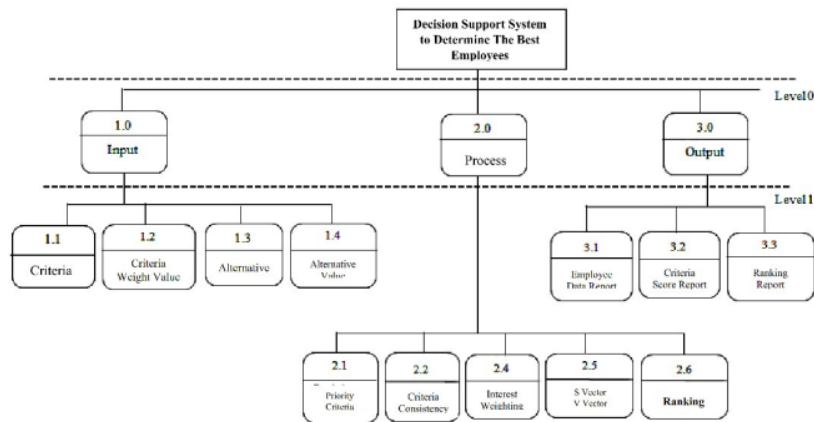 Decision Support System
to Determine The Best
Employees
Level0
1.0
Input
2.0
Process
3.0
Output
Level1
1.1
Criteria
1.2
Criteria
Weight Value
1.3
Alternative
1.4
Alternative
Value
3.1
Employee
Data Report
3.2
Criteria
Score Report
3.3
Ranking
Report
2.1
Priority
Criteria
2.2
Criteria
Consistency
2.4
Interest
Weighting
2.5
S Vector
V Vector
2.6
Ranking